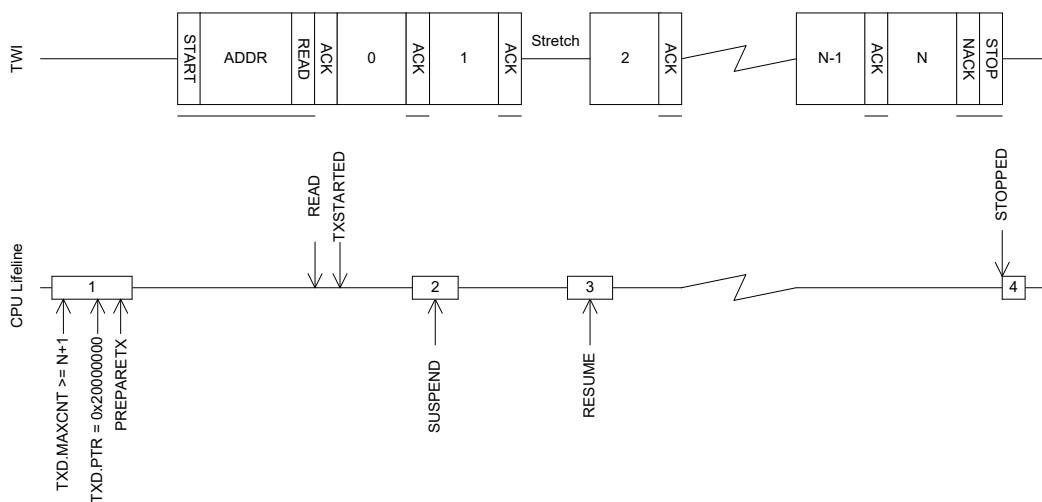 TWI
START
ADDR
READ
ACK
0
ACK
1
ACK
Stretch
2
ACK
N-1
ACK
N
NACK
STOP
READ
TXSTARTED
STOPPED
CPU Lifeline
1
2
3
4
TXD.MAXCNT >= N+1
TXD.PTR = 0x20000000
PREPARETX
SUSPEND
RESUME